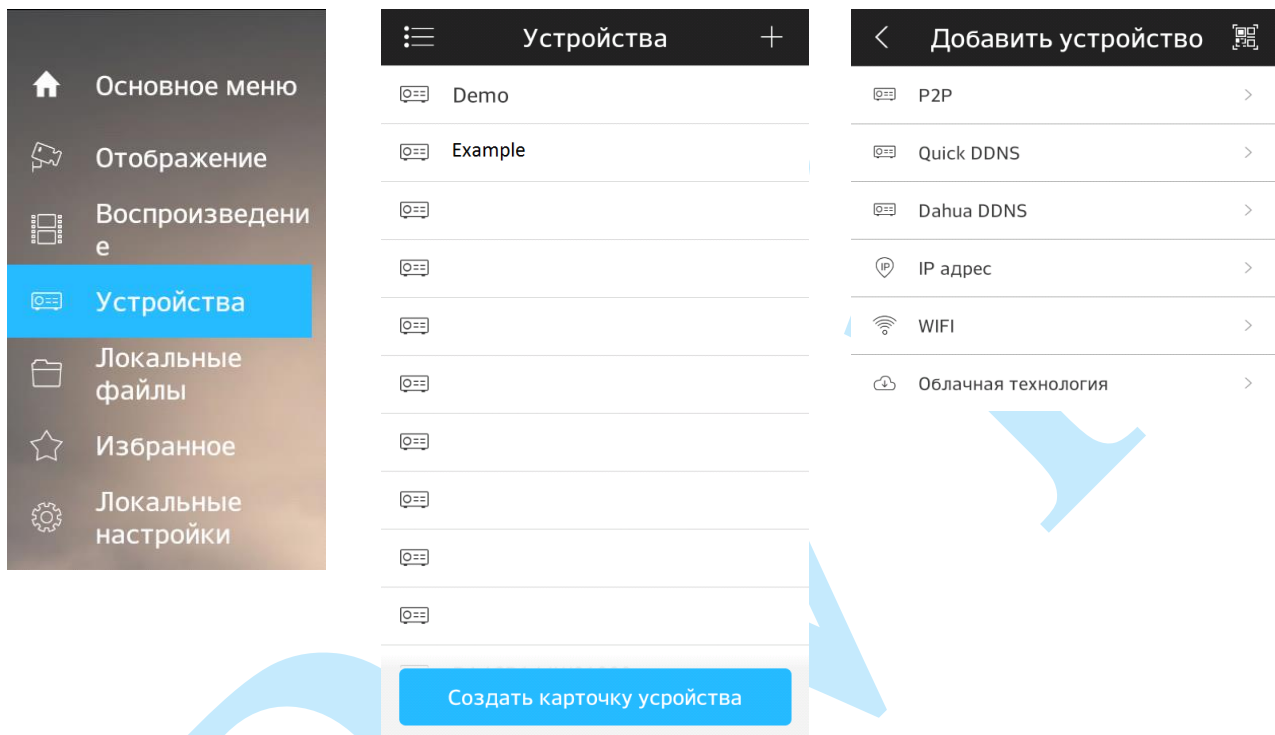 Основное меню
Отображение
Воспроизведени
е
Устройства
Локальные
файлы
Избранное
Локальные
настройки
Устройства
Demo
Example
Создать карточку усройства
Добавить устройство
P2P
Quick DDNS
Dahua DDNS
IP
IP адрес
WIFI
Облачная технология